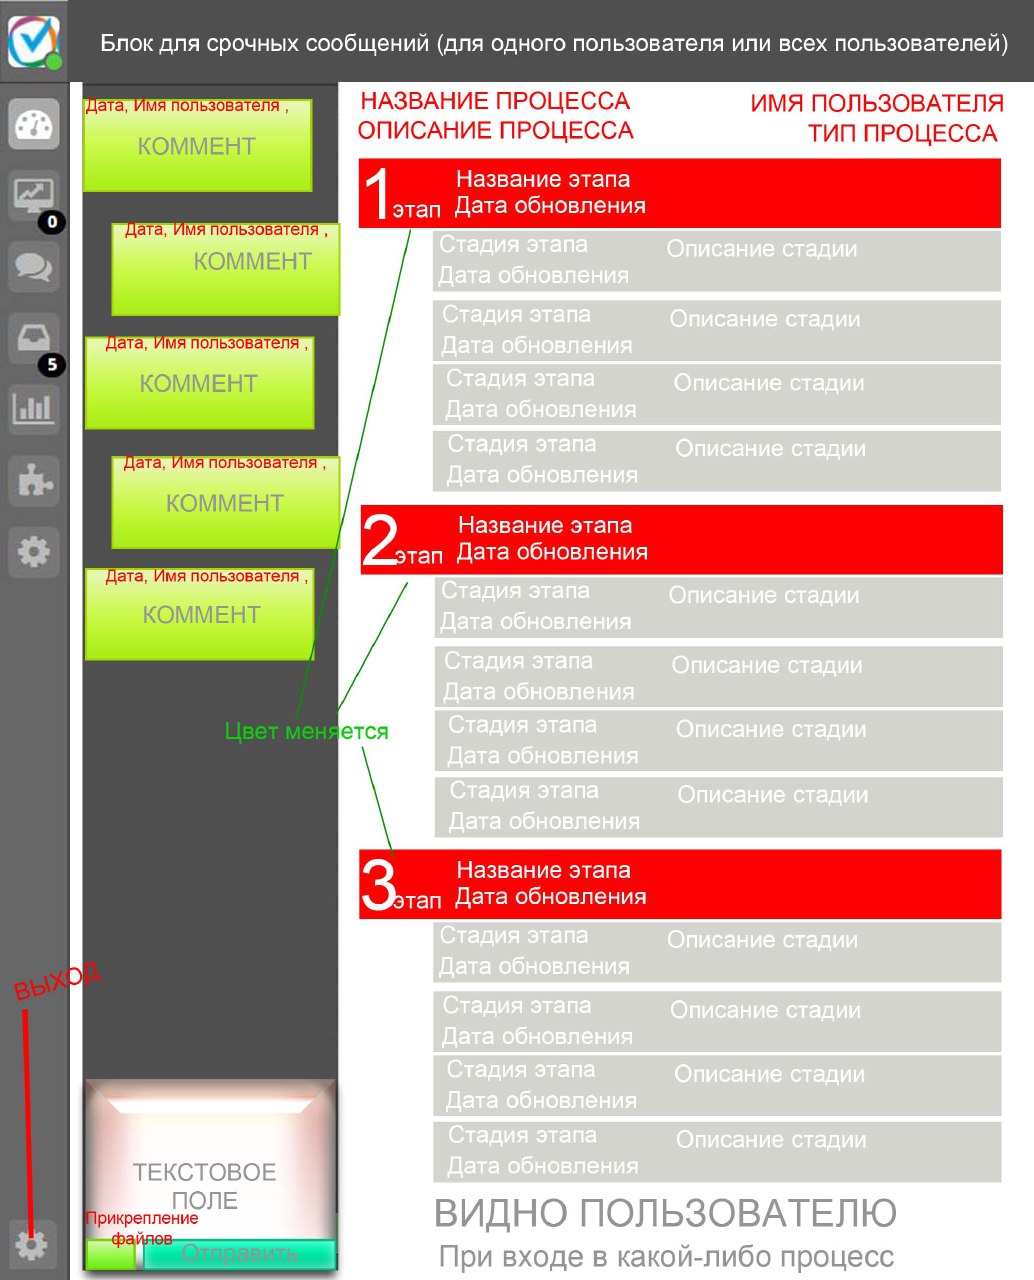 Блок для срочных сообщений (для одного пользователя или всех пользователей)
0
5
ВЫХОД
Дата, Имя пользователя ,
КОММЕНТ
Дата, Имя пользователя ,
КОММЕНТ
Дата, Имя пользователя ,
КОММЕНТ
Дата, Имя пользователя ,
КОММЕНТ
Дата, Имя пользователя ,
КОММЕНТ
Цвет меняется
ТЕКСТОВОЕ
ПОЛЕ
Прикрепление
файлов
Отправить
НАЗВАНИЕ ПРОЦЕССА
ОПИСАНИЕ ПРОЦЕССА
ИМЯ ПОЛЬЗОВАТЕЛЯ
ТИП ПРОЦЕССА
1 этап
Название этапа
Дата обновления
Стадия этапа Описание стадии
Дата обновления
Стадия этапа Описание стадии
Дата обновления
Стадия этапа Описание стадии
Дата обновления
Стадия этапа Описание стадии
Дата обновления
2 этап
Название этапа
Дата обновления
Стадия этапа Описание стадии
Дата обновления
Стадия этапа Описание стадии
Дата обновления
Стадия этапа Описание стадии
Дата обновления
Стадия этапа Описание стадии
Дата обновления
3 этап
Название этапа
Дата обновления
Стадия этапа Описание стадии
Дата обновления
Стадия этапа Описание стадии
Дата обновления
Стадия этапа Описание стадии
Дата обновления
Стадия этапа Описание стадии
Дата обновления
ВИДНО ПОЛЬЗОВАТЕЛЮ
При входе в какой-либо процесс